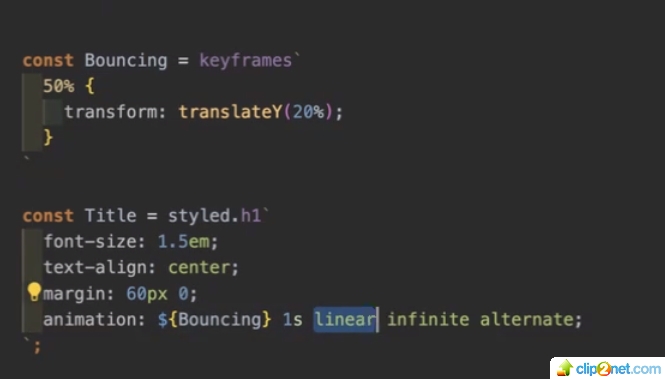 const Bouncing = keyframes`
  50% {
    transform: translateY(20%);
  }
`
const Title = styled.h1`
  font-size: 1.5em;
  text-align: center;
  margin: 60px 0;
  animation: ${Bouncing} 1s linear infinite alternate;
`;
clip2net.com